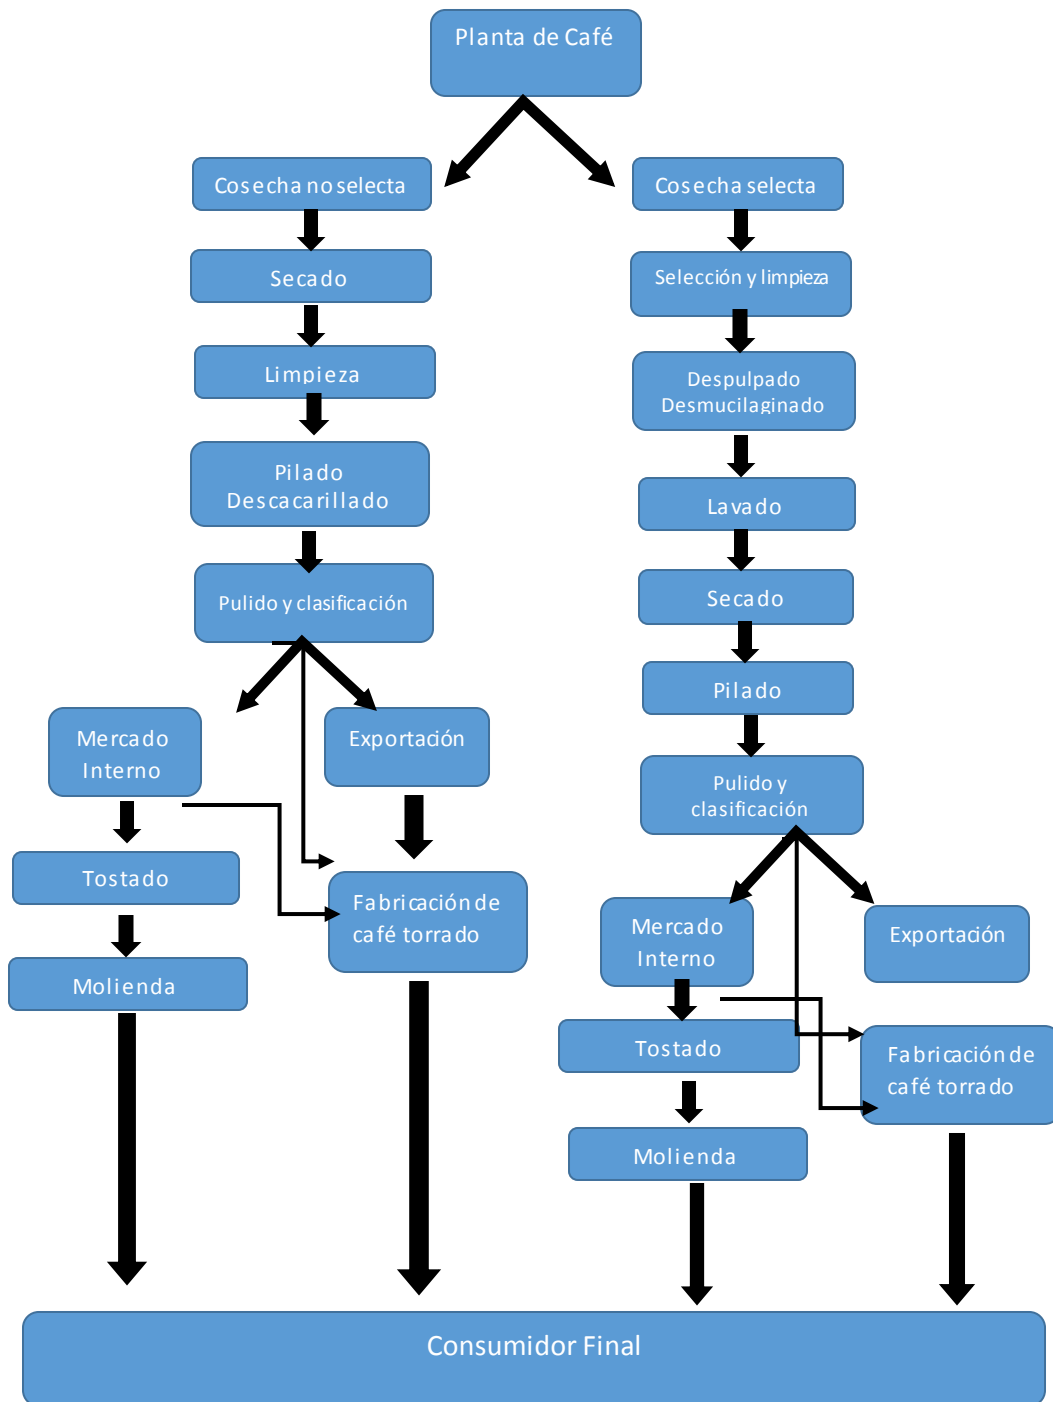 Planta de Café
Cosecha no selecta
Secado
Limpieza
Pilado
Descacarillado
Pulido y clasificación
Mercado
Interno
Exportación
Tostado
Fabricación de
café torrado
Molienda
Cosecha selecta
Selección y limpieza
Despulpado
Desmucilaginado
Lavado
Secado
Pilado
Pulido y
clasificación
Mercado
Interno
Exportación
Tostado
Fabricación de
café torrado
Molienda
Consumidor Final